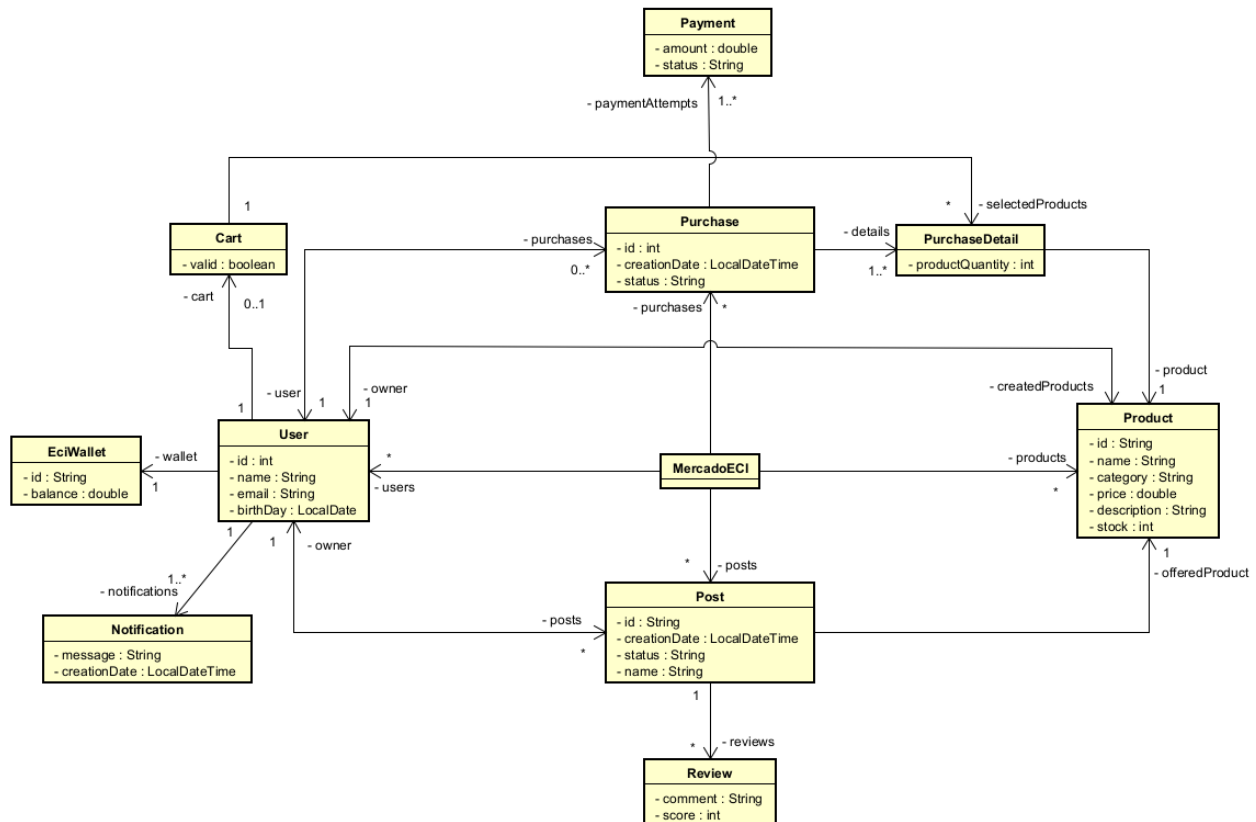 Payment
- amount : double
- status : String
- paymentAttempts
1..*
1
* - selectedProducts
Cart
- valid : boolean
- cart
0..1
- purchases
0..*
Purchase
- id : int
- creationDate : LocalDateTime
- status : String
- details
1..*
PurchaseDetail
- productQuantity : int
- purchases *
- user
1
- owner
1
1
- createdProducts
- product
1
EciWallet
- id : String
- balance : double
- wallet
1
User
- id : int
- name : String
- email : String
- birthDay : LocalDate
*
- users
MercadoECI
- products
*
Product
- id : String
- name : String
- category : String
- price : double
- description : String
- stock : int
1
1
- owner
1..*
- notifications
Notification
- message : String
- creationDate : LocalDateTime
* - posts
- posts
*
Post
- id : String
- creationDate : LocalDateTime
- status : String
- name : String
1
- offeredProduct
1
* - reviews
Review
- comment : String
- score : int